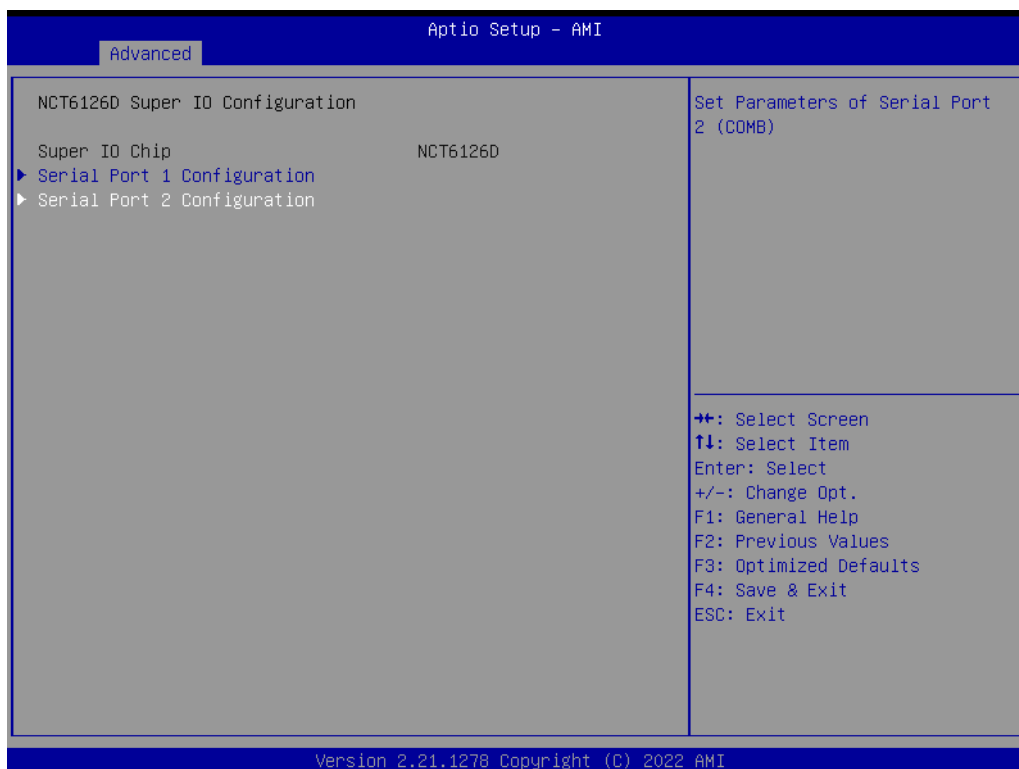 Aptio Setup – AMI
Advanced
NCT6126D Super IO Configuration
Super IO Chip NCT6126D
Serial Port 1 Configuration
Serial Port 2 Configuration
Set Parameters of Serial Port
2 (COMB)
→←: Select Screen
↑↓: Select Item
Enter: Select
+/-: Change Opt.
F1: General Help
F2: Previous Values
F3: Optimized Defaults
F4: Save & Exit
ESC: Exit
Version 2.21.1278 Copyright (C) 2022 AMI